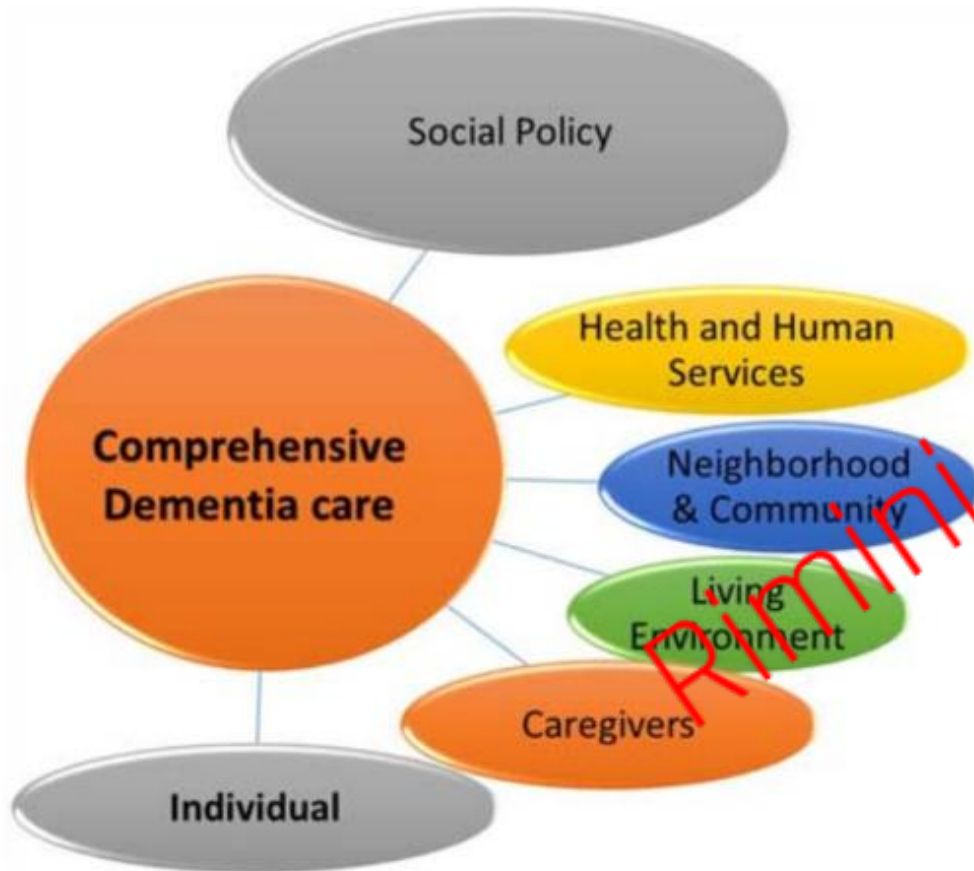 Social Policy
Health and Human
Services
Comprehensive
Dementia care
Neighborhood
& Community
Living
Environment
Caregivers
Individual
Rimini